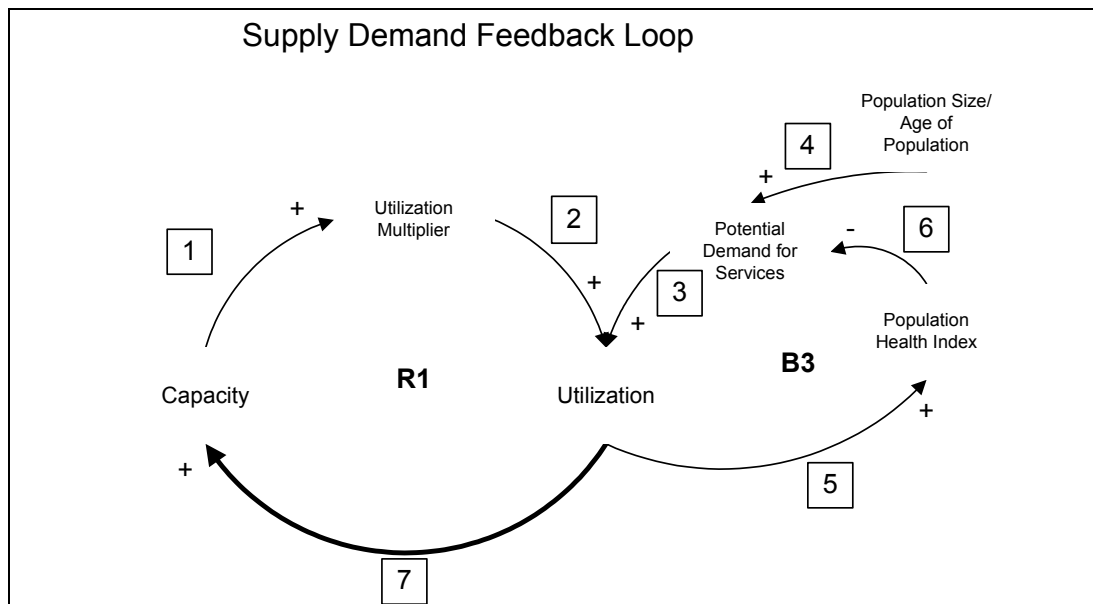 Supply Demand Feedback Loop
Population Size/
Age of
Population
4
+
+
Utilization
Multiplier
2
1
-
6
Potential
Demand for
Services
3
+
+
Population
Health Index
R1
B3
Capacity
Utilization
+
+
5
7